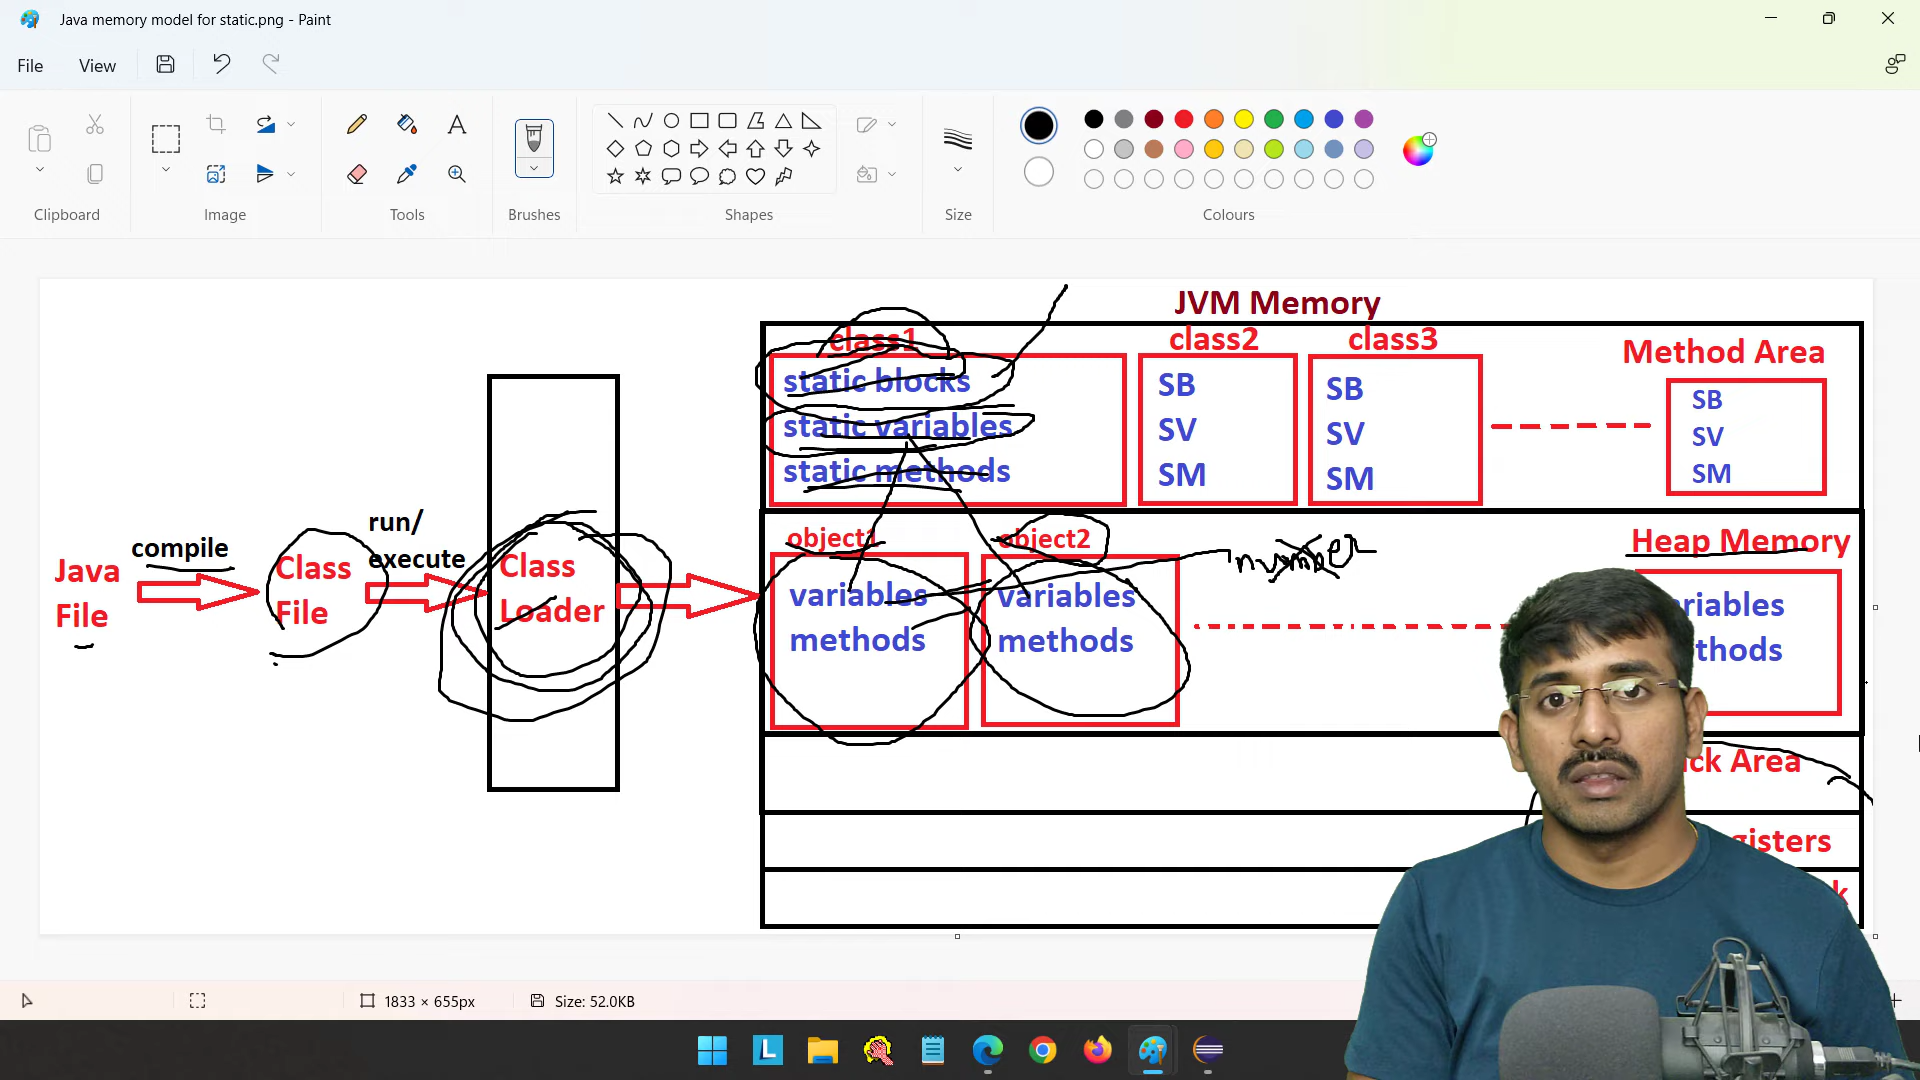 Java memory model for static.png - Paint
File
View
Clipboard
Image
Tools
Brushes
Shapes
Size
Colours
JVM Memory
class1
class2
class3
Method Area
static blocks
static variables
static methods
SB
SV
SM
SB
SV
SM
SB
SV
SM
Java
File
compile
Class
File
run/
execute
Class
Loader
object1
object2
number
Heap Memory
variables
methods
variables
methods
Area
1833 × 655px
Size: 52.0KB